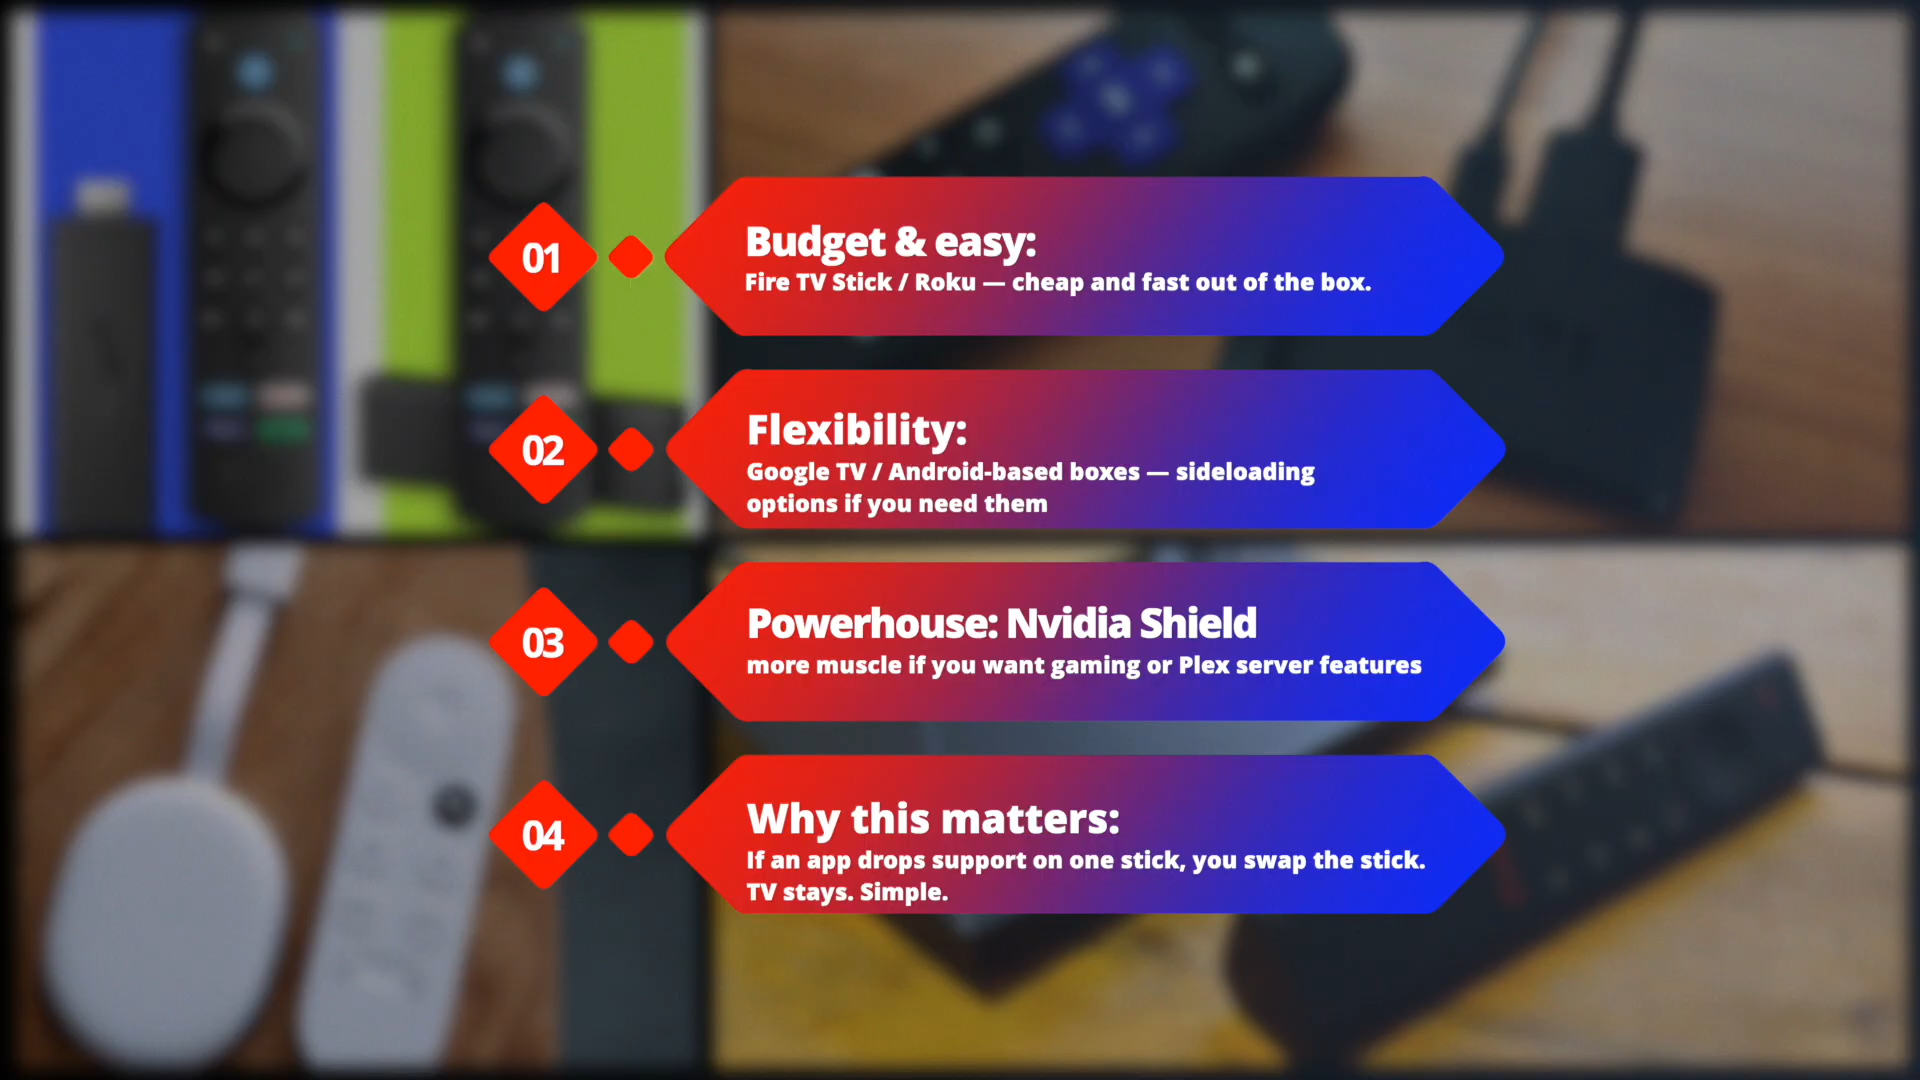 01
Budget & easy:
Fire TV Stick / Roku — cheap and fast out of the box.
02
Flexibility:
Google TV / Android-based boxes — sideloading
options if you need them
03
Powerhouse: Nvidia Shield
more muscle if you want gaming or Plex server features
04
Why this matters:
If an app drops support on one stick, you swap the stick.
TV stays. Simple.